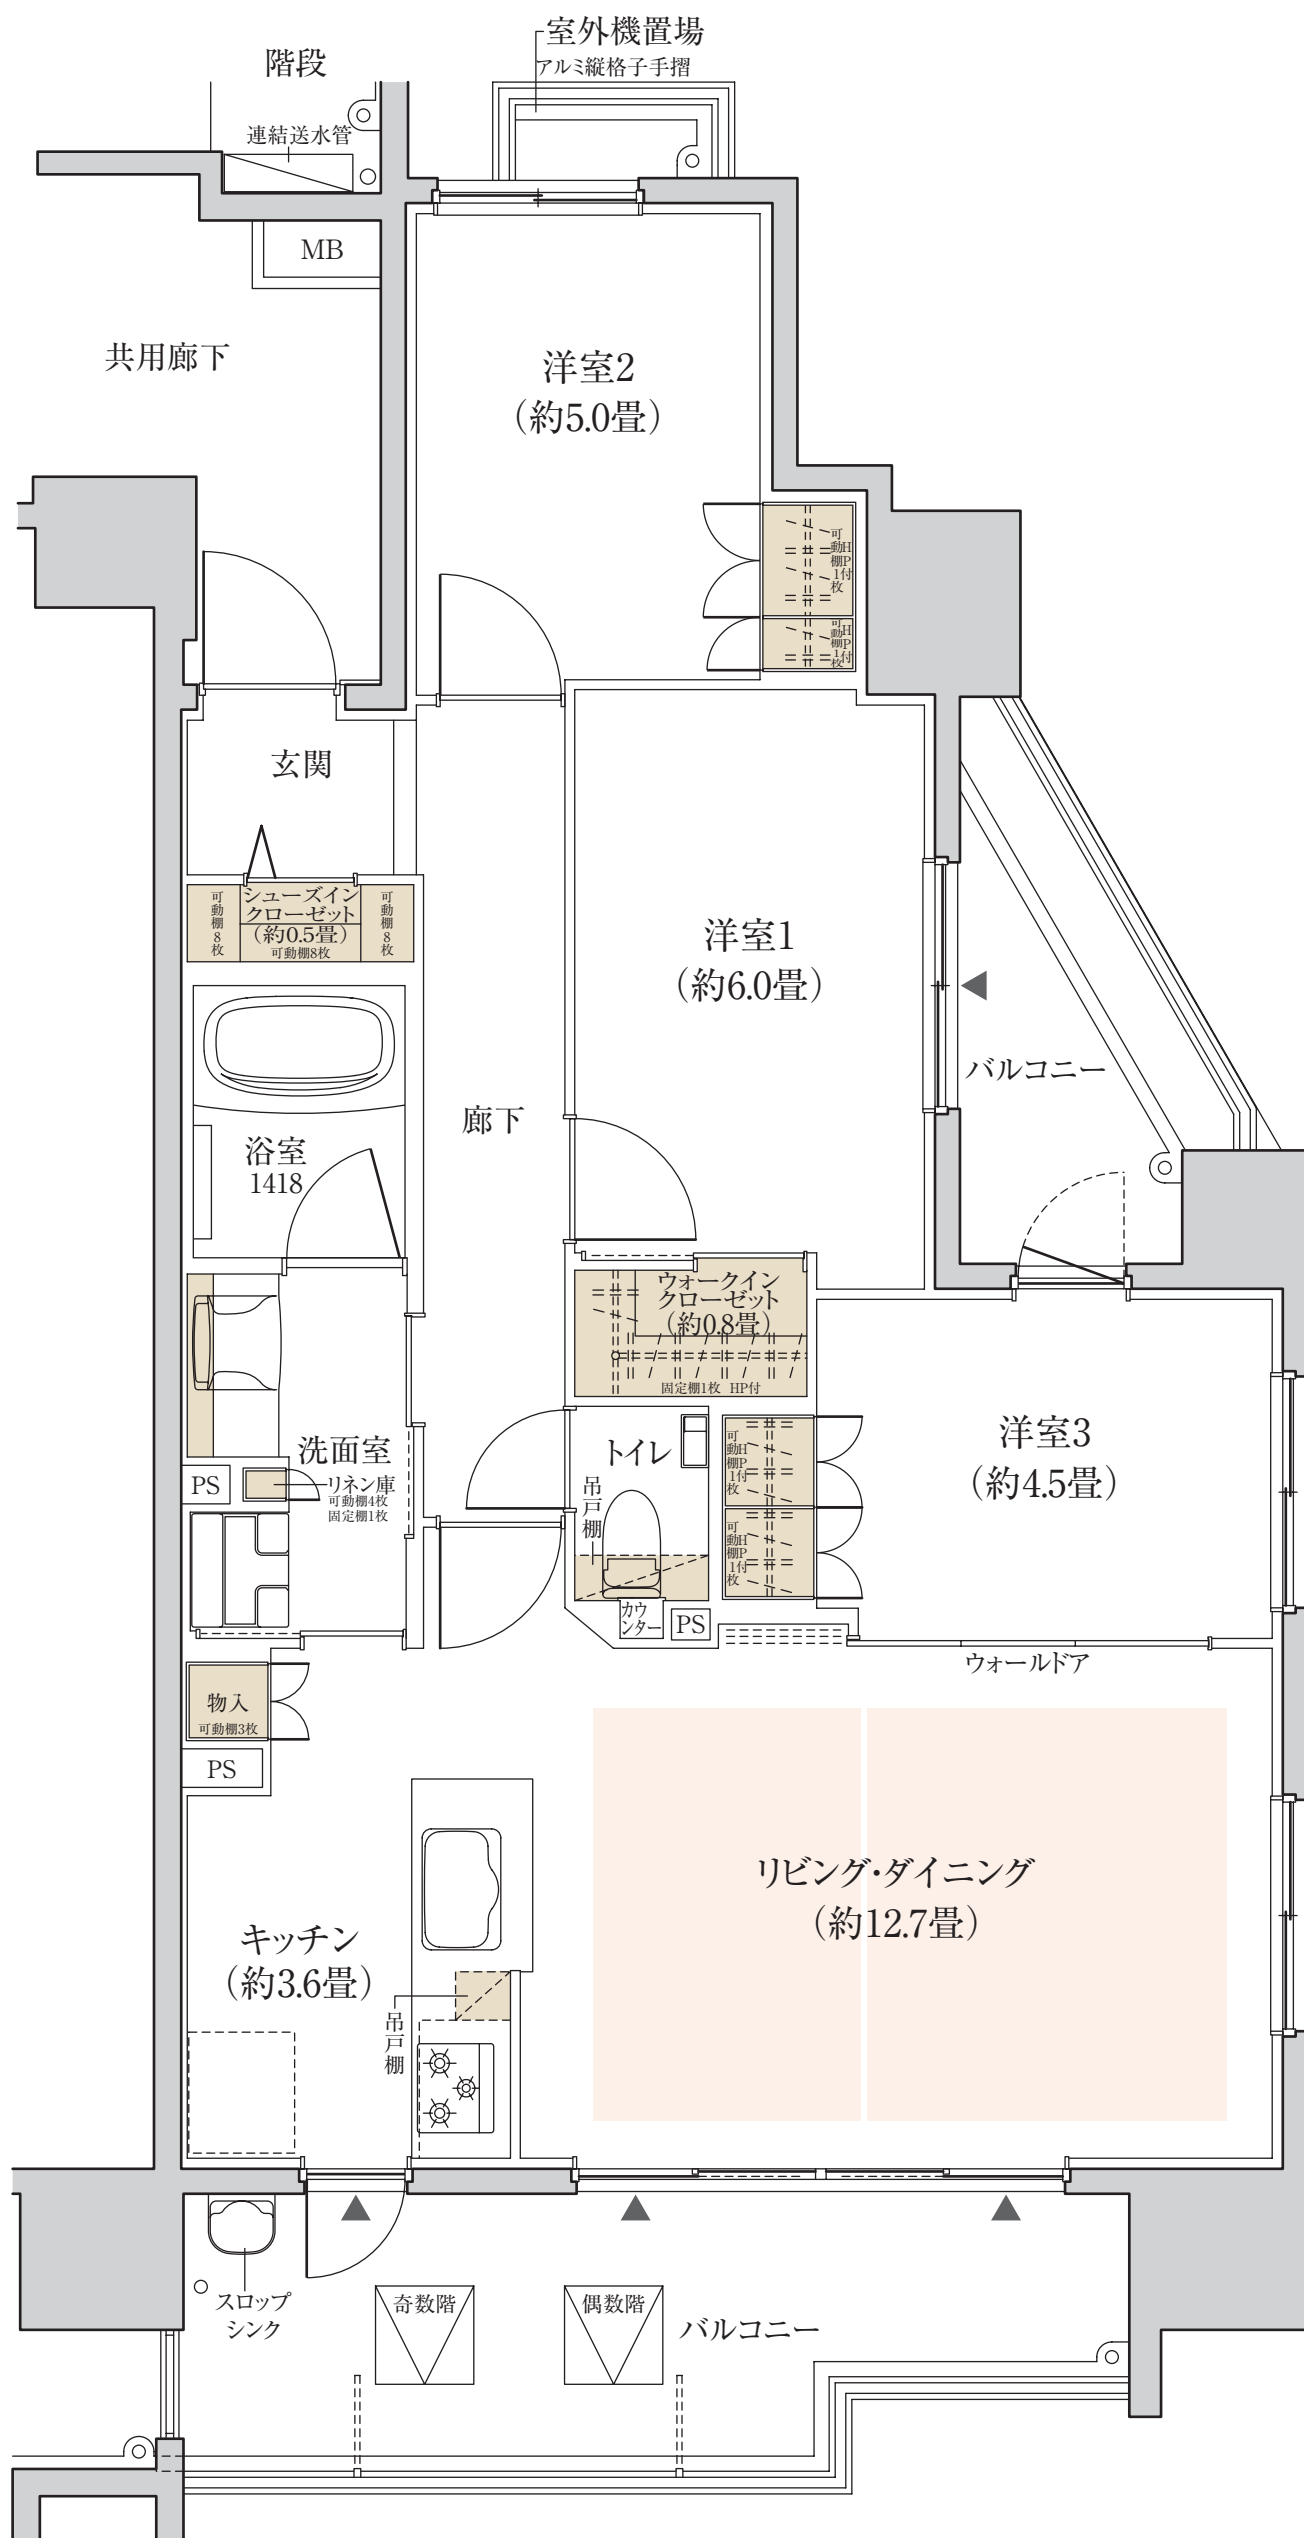 室外機置場
アルミ縦格子手摺
階段
連結送水管
MB
共用廊下
洋室2
（約5.0畳）
可動棚1枚
HP付
可動棚1枚
HP付
玄関
シューズイン
クローゼット
（約0.5畳）
可動棚8枚
可動棚8枚
可動棚8枚
洋室1
（約6.0畳）
バルコニー
廊下
浴室
1418
ウォークイン
クローゼット
（約0.8畳）
固定棚1枚 HP付
洗面室
PS
リネン庫
可動棚4枚
固定棚1枚
トイレ
吊戸棚
カウンター
PS
可動棚1枚
HP付
可動棚1枚
HP付
洋室3
（約4.5畳）
ウォールドア
物入
可動棚3枚
PS
リビング・ダイニング
（約12.7畳）
キッチン
（約3.6畳）
吊戸棚
スロップ
シンク
奇数階
偶数階
バルコニー